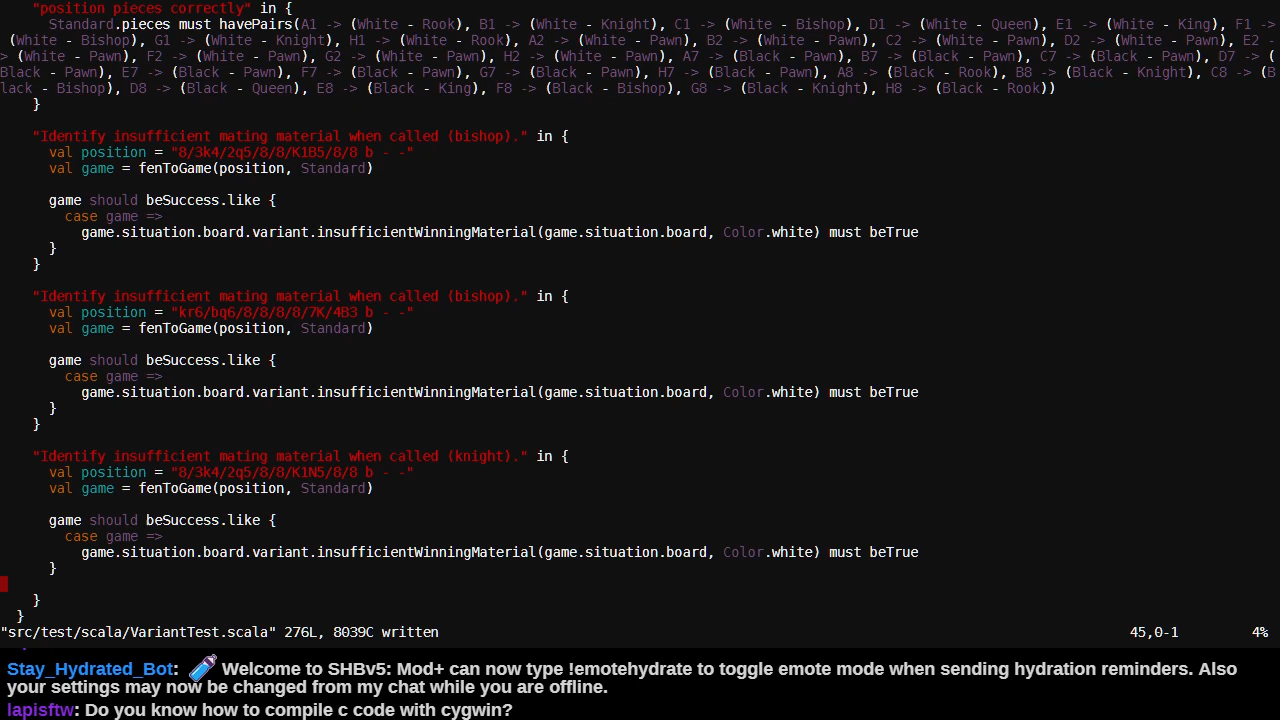 "position pieces correctly" in {
Standard.pieces must havePairs(A1 -> (White - Rook), B1 -> (White - Knight), C1 -> (White - Bishop), D1 -> (White - Queen), E1 -> (White - King), F1 ->
(White - Bishop), G1 -> (White - Knight), H1 -> (White - Rook), A2 -> (White - Pawn), B2 -> (White - Pawn), C2 -> (White - Pawn), D2 -> (White - Pawn), E2 -
> (White - Pawn), F2 -> (White - Pawn), G2 -> (White - Pawn), H2 -> (White - Pawn), A7 -> (Black - Pawn), B7 -> (Black - Pawn), C7 -> (Black - Pawn), D7 -> (
Black - Pawn), E7 -> (Black - Pawn), F7 -> (Black - Pawn), G7 -> (Black - Pawn), H7 -> (Black - Pawn), A8 -> (Black - Rook), B8 -> (Black - Knight), C8 -> (B
lack - Bishop), D8 -> (Black - Queen), E8 -> (Black - King), F8 -> (Black - Bishop), G8 -> (Black - Knight), H8 -> (Black - Rook))
}
"Identify insufficient mating material when called (bishop)." in {
val position = "8/3k4/2q5/8/8/K1B5/8/8 b - -"
val game = fenToGame(position, Standard)
game should beSuccess.like {
case game =>
game.situation.board.variant.insufficientWinningMaterial(game.situation.board, Color.white) must beTrue
}
}
"Identify insufficient mating material when called (bishop)." in {
val position = "kr6/bq6/8/8/8/8/7K/4B3 b - -"
val game = fenToGame(position, Standard)
game should beSuccess.like {
case game =>
game.situation.board.variant.insufficientWinningMaterial(game.situation.board, Color.white) must beTrue
}
}
"Identify insufficient mating material when called (knight)." in {
val position = "8/3k4/2q5/8/8/K1N5/8/8 b - -"
val game = fenToGame(position, Standard)
game should beSuccess.like {
case game =>
game.situation.board.variant.insufficientWinningMaterial(game.situation.board, Color.white) must beTrue
}
}
}
"src/test/scala/VariantTest.scala" 276L, 8039C written 45,0-1 4%
Stay_Hydrated_Bot: Welcome to SHBv5: Mod+ can now type !emotehydrate to toggle emote mode when sending hydration reminders. Also
your settings may now be changed from my chat while you are offline.
lapisftw: Do you know how to compile c code with cygwin?